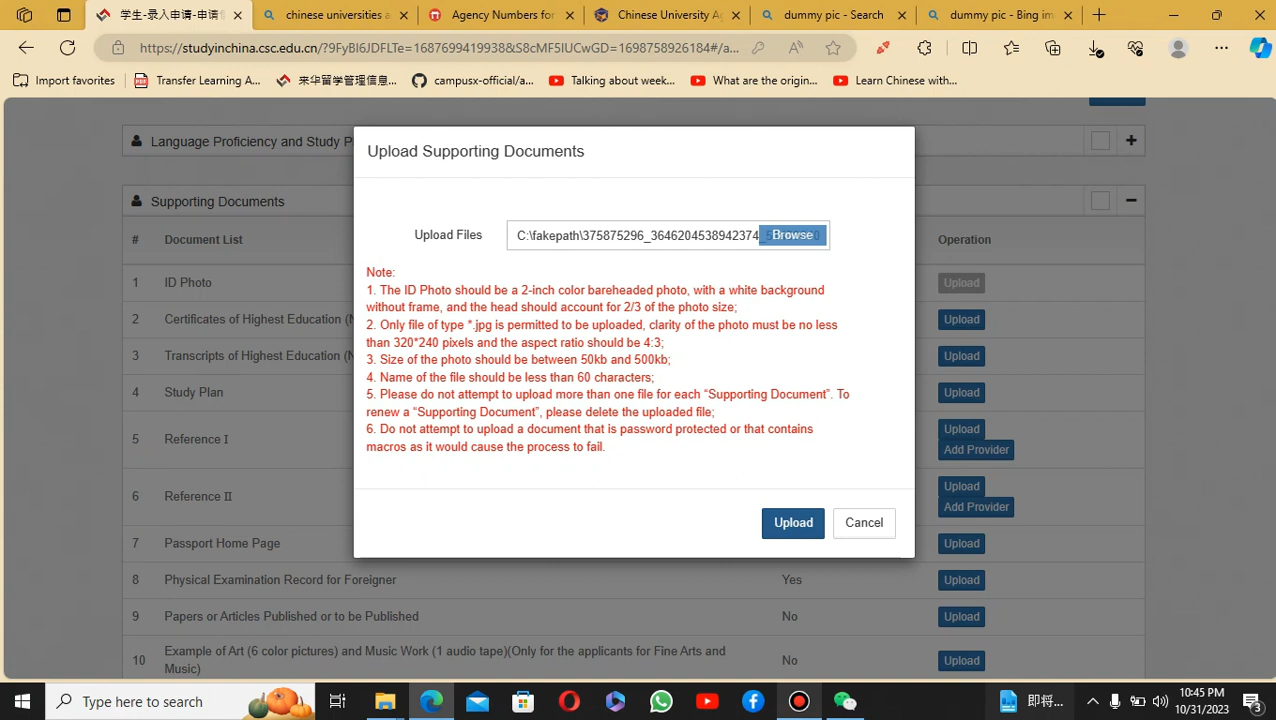 学生-录入申请-申请信
chinese universities a
Agency Numbers for
Chinese University Ag
dummy pic - Search
dummy pic - Bing im
https://studyinchina.csc.edu.cn/?9FyBI6JDFLTe=1687699419938&S8cMF5IUCwGD=1698758926184#/a...
Import favorites
Transfer Learning A...
来华留学管理信息...
campusx-official/a...
Talking about week...
What are the origin...
Learn Chinese with...
Language Proficiency and Study P
Supporting Documents
# Document List Operation
1 ID Photo Upload
2 Certificates of Highest Education (N Upload
3 Transcripts of Highest Education ( Upload
4 Study Plan Upload
5 Reference I Upload
Add Provider
6 Reference II Upload
Add Provider
7 Passport Home Page Upload
8 Physical Examination Record for Foreigner Yes Upload
9 Papers or Articles Published or to be Published No Upload
10 Example of Art (6 color pictures) and Music Work (1 audio tape)(Only for the applicants for Fine Arts and No Upload
Music)
Upload Supporting Documents
Upload Files C:\fakepath\375875296_3646204538942374_ Browse
Note:
1. The ID Photo should be a 2-inch color bareheaded photo, with a white background
without frame, and the head should account for 2/3 of the photo size;
2. Only file of type *.jpg is permitted to be uploaded, clarity of the photo must be no less
than 320*240 pixels and the aspect ratio should be 4:3;
3. Size of the photo should be between 50kb and 500kb;
4. Name of the file should be less than 60 characters;
5. Please do not attempt to upload more than one file for each “Supporting Document”. To
renew a “Supporting Document”, please delete the uploaded file;
6. Do not attempt to upload a document that is password protected or that contains
macros as it would cause the process to fail.
Upload Cancel
Type here to search
即将...
10:45 PM
10/31/2023
3